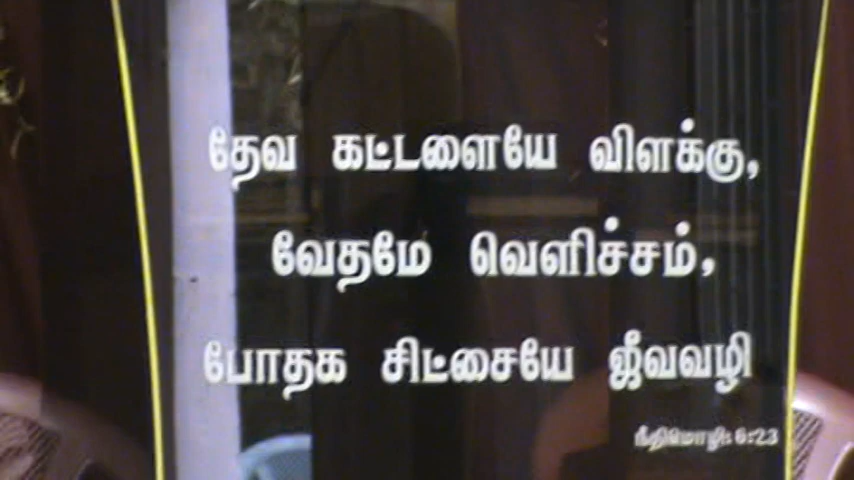 தேவ கட்டளையே விளக்கு,
வேதமே வெளிச்சம்,
போதக சிட்சையே ஜீவவழி
நீதிமொழி: 6:23